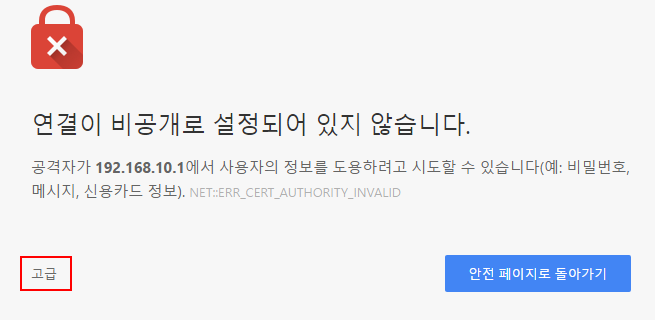 연결이 비공개로 설정되어 있지 않습니다.
공격자가 192.168.10.1에서 사용자의 정보를 도용하려고 시도할 수 있습니다(예: 비밀번호,
메시지, 신용카드 정보). NET::ERR_CERT_AUTHORITY_INVALID
고급
안전 페이지로 돌아가기